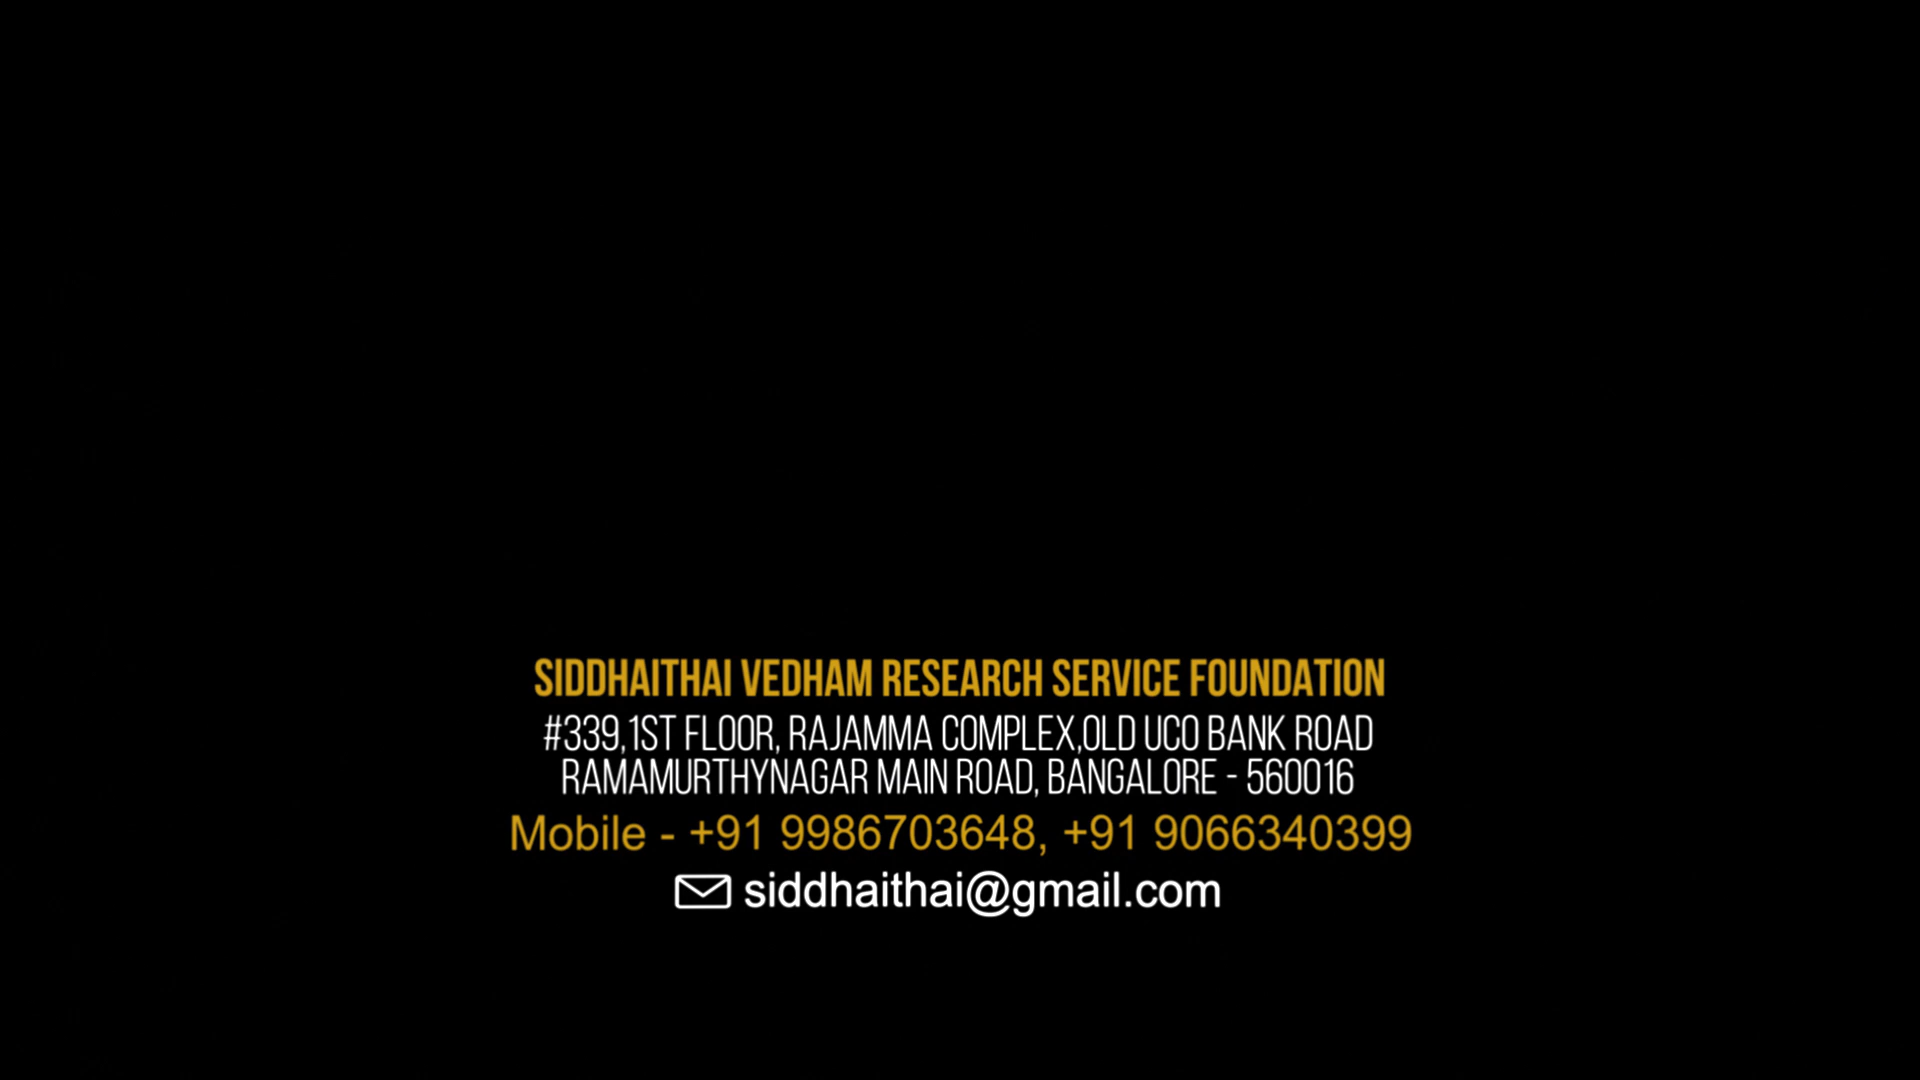 SIDDHAITHAI VEDHAM RESEARCH SERVICE FOUNDATION
#339,1ST FLOOR, RAJAMMA COMPLEX,OLD UCO BANK ROAD
RAMAMURTHYNAGAR MAIN ROAD, BANGALORE - 560016
Mobile - +91 9986703648, +91 9066340399
siddhaithai@gmail.com